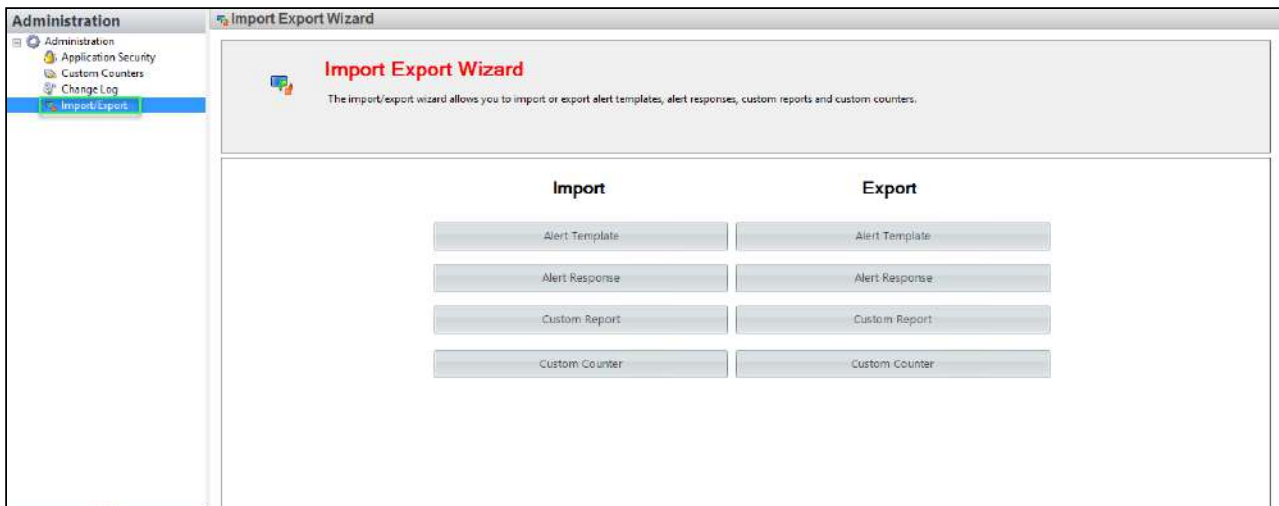 Administration
Administration
Application Security
Custom Counters
Change Log
Import/Export
Import Export Wizard
Import Export Wizard
The import/export wizard allows you to import or export alert templates, alert responses, custom reports and custom counters.
Import Export
Alert Template Alert Template
Alert Response Alert Response
Custom Report Custom Report
Custom Counter Custom Counter